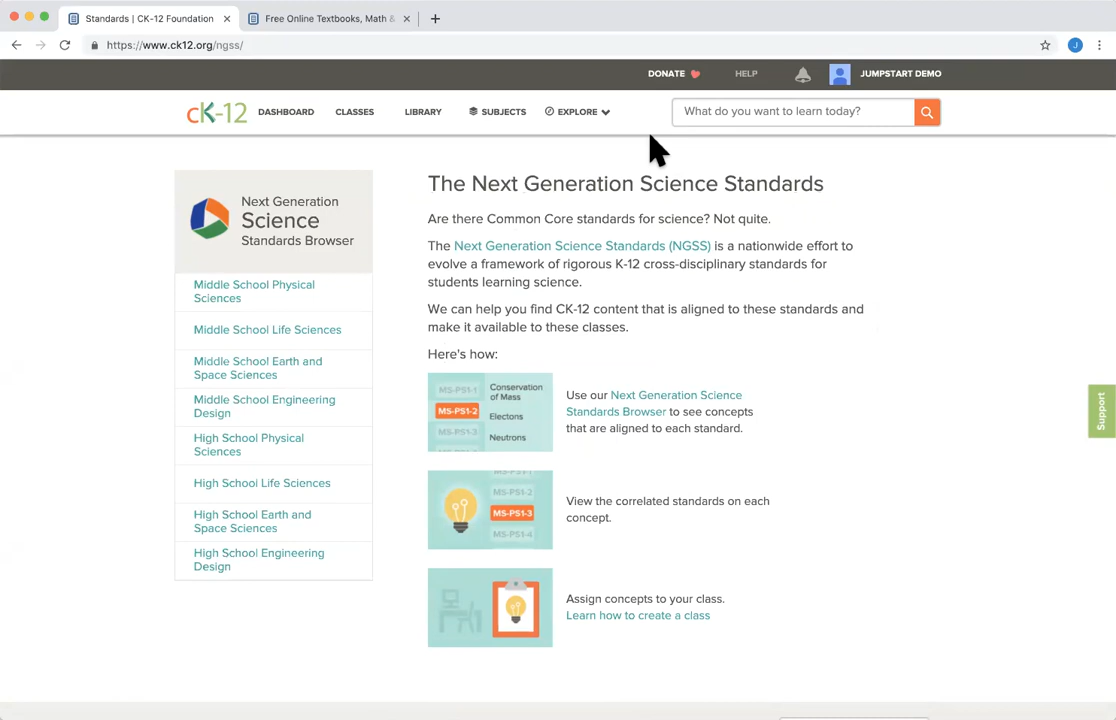 Standards | CK-12 Foundation
Free Online Textbooks, Math &
https://www.ck12.org/ngss/
J
DONATE
HELP
JUMPSTART DEMO
cK-12
DASHBOARD
CLASSES
LIBRARY
SUBJECTS
EXPLORE
What do you want to learn today?
Next Generation
Science
Standards Browser
Middle School Physical
Sciences
Middle School Life Sciences
Middle School Earth and
Space Sciences
Middle School Engineering
Design
High School Physical
Sciences
High School Life Sciences
High School Earth and
Space Sciences
High School Engineering
Design
The Next Generation Science Standards
Are there Common Core standards for science? Not quite.
The Next Generation Science Standards (NGSS) is a nationwide effort to
evolve a framework of rigorous K-12 cross-disciplinary standards for
students learning science.
We can help you find CK-12 content that is aligned to these standards and
make it available to these classes.
Here's how:
MS-PS1-1
MS-PS1-2
MS-PS1-3
Conservation
of Mass
Electons
Neutrons
Use our Next Generation Science
Standards Browser to see concepts
that are aligned to each standard.
MS-PS1-1
MS-PS1-2
MS-PS1-3
MS-PS1-4
View the correlated standards on each
concept.
Assign concepts to your class.
Learn how to create a class
Support